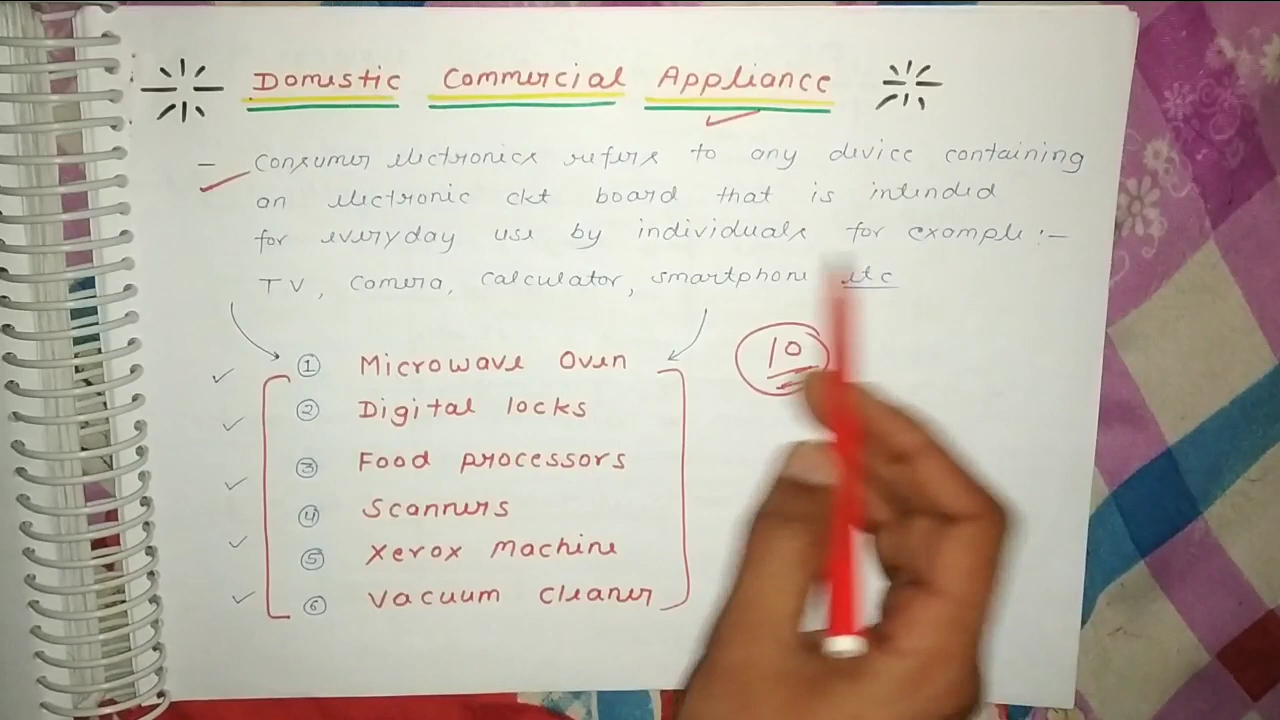 Domestic Commercial Appliance
- Consumer electronics refers to any device containing
an electronic ckt board that is intended
for everyday use by individuals for example :-
TV, Camera, Calculator, smartphone etc
① Microwave Oven
② Digital locks
③ Food processors
④ Scanners
⑤ Xerox machine
⑥ Vacuum cleaner
10